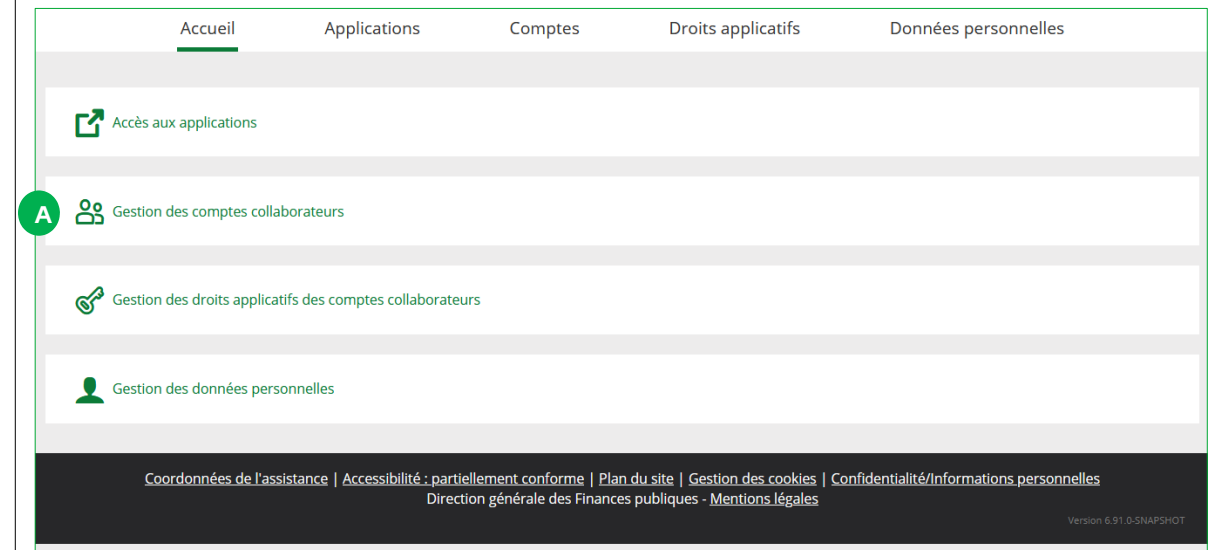 Accueil Applications Comptes Droits applicatifs Données personnelles
Accès aux applications
A Gestion des comptes collaborateurs
Gestion des droits applicatifs des comptes collaborateurs
Gestion des données personnelles
Coordonnées de l'assistance | Accessibilité : partiellement conforme | Plan du site | Gestion des cookies | Confidentialité/Informations personnelles
Direction générale des Finances publiques - Mentions légales
Version 6.91.0-SNAPSHOT